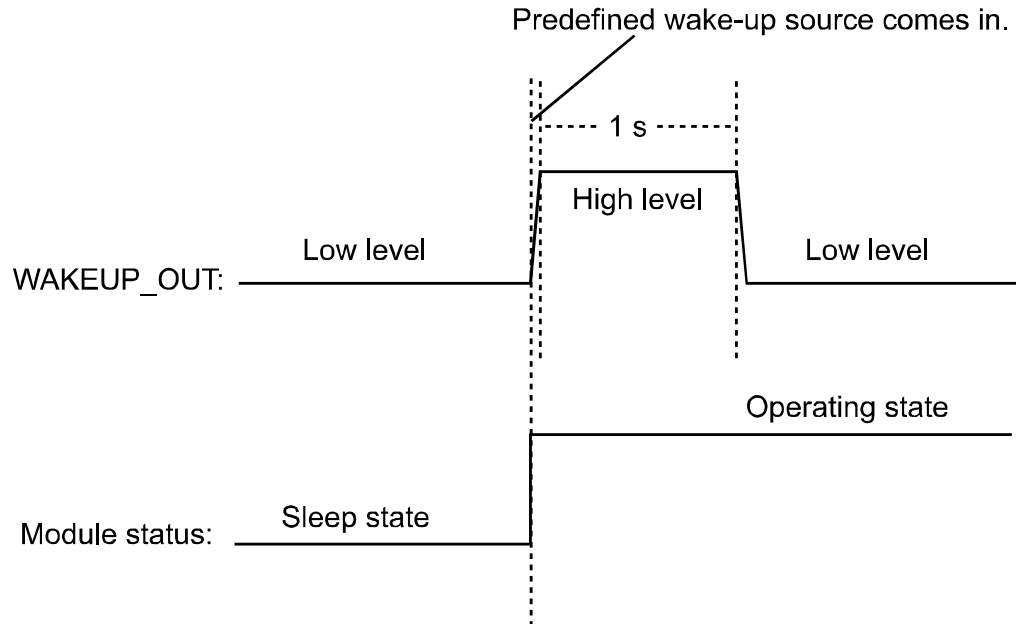 Predefined wake-up source comes in.
1 s
High level
Low level
Low level
WAKEUP_OUT:
Operating state
Sleep state
Module status: